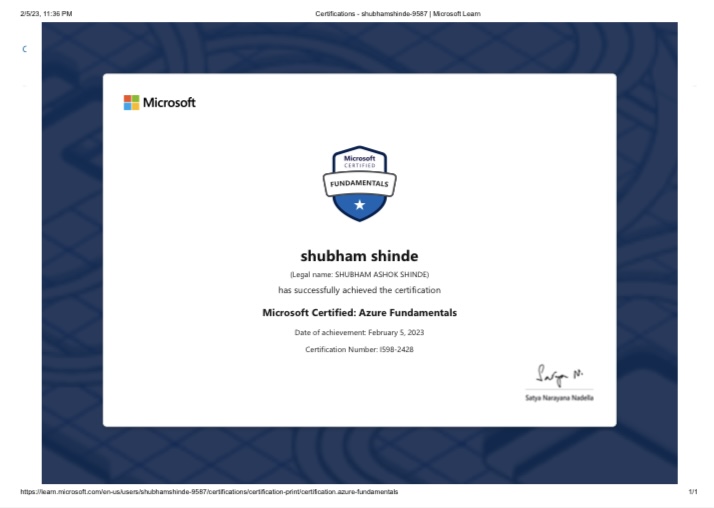 2/5/23, 11:36 PM
Certifications - shubhamshinde-9587 | Microsoft Learn
Microsoft
Microsoft
CERTIFIED
FUNDAMENTALS
shubham shinde
(Legal name: SHUBHAM ASHOK SHINDE)
has successfully achieved the certification
Microsoft Certified: Azure Fundamentals
Date of achievement: February 5, 2023
Certification Number: I598-2428
Satya N.
Satya Narayana Nadella
https://learn.microsoft.com/en-us/users/shubhamshinde-9587/certifications/certification-print/certification.azure-fundamentals
1/1